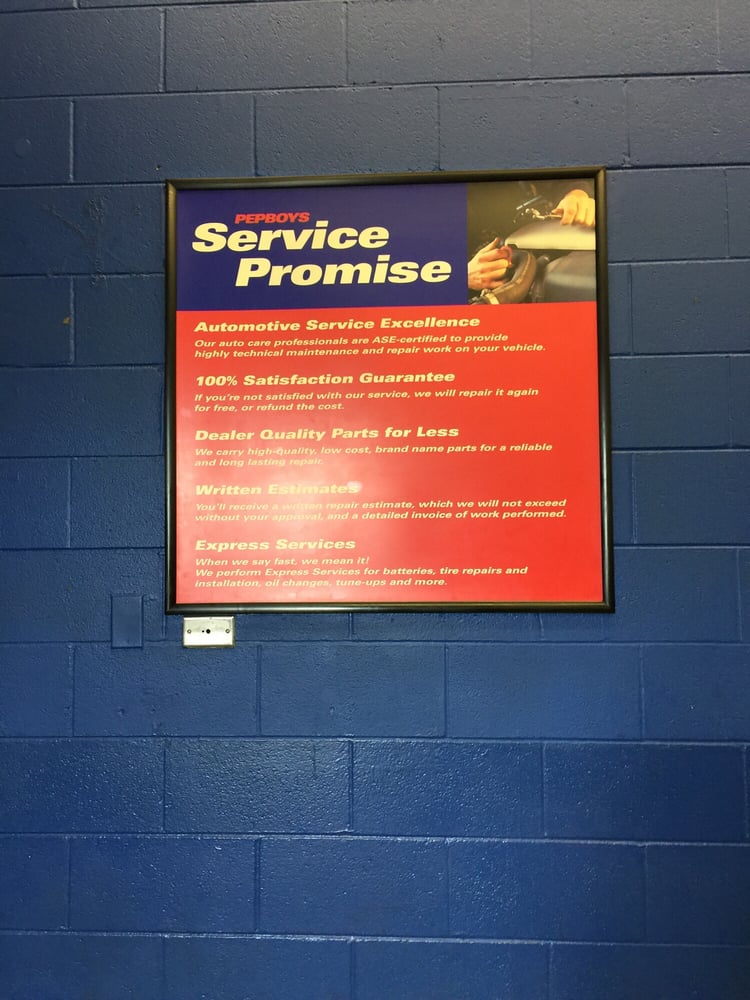 PEPBOYS
Service
Promise
Automotive Service Excellence
Our auto care professionals are ASE-certified to provide
highly technical maintenance and repair work on your vehicle.
100% Satisfaction Guarantee
If you're not satisfied with our service, we will repair it again
for free, or refund the cost.
Dealer Quality Parts for Less
We carry high-quality, low cost, brand name parts for a reliable
and long lasting repair.
Written Estimates
You'll receive a written repair estimate, which we will not exceed
without your approval, and a detailed invoice of work performed.
Express Services
When we say fast, we mean it!
We perform Express Services for batteries, tire repairs and
installation, oil changes, tune-ups and more.